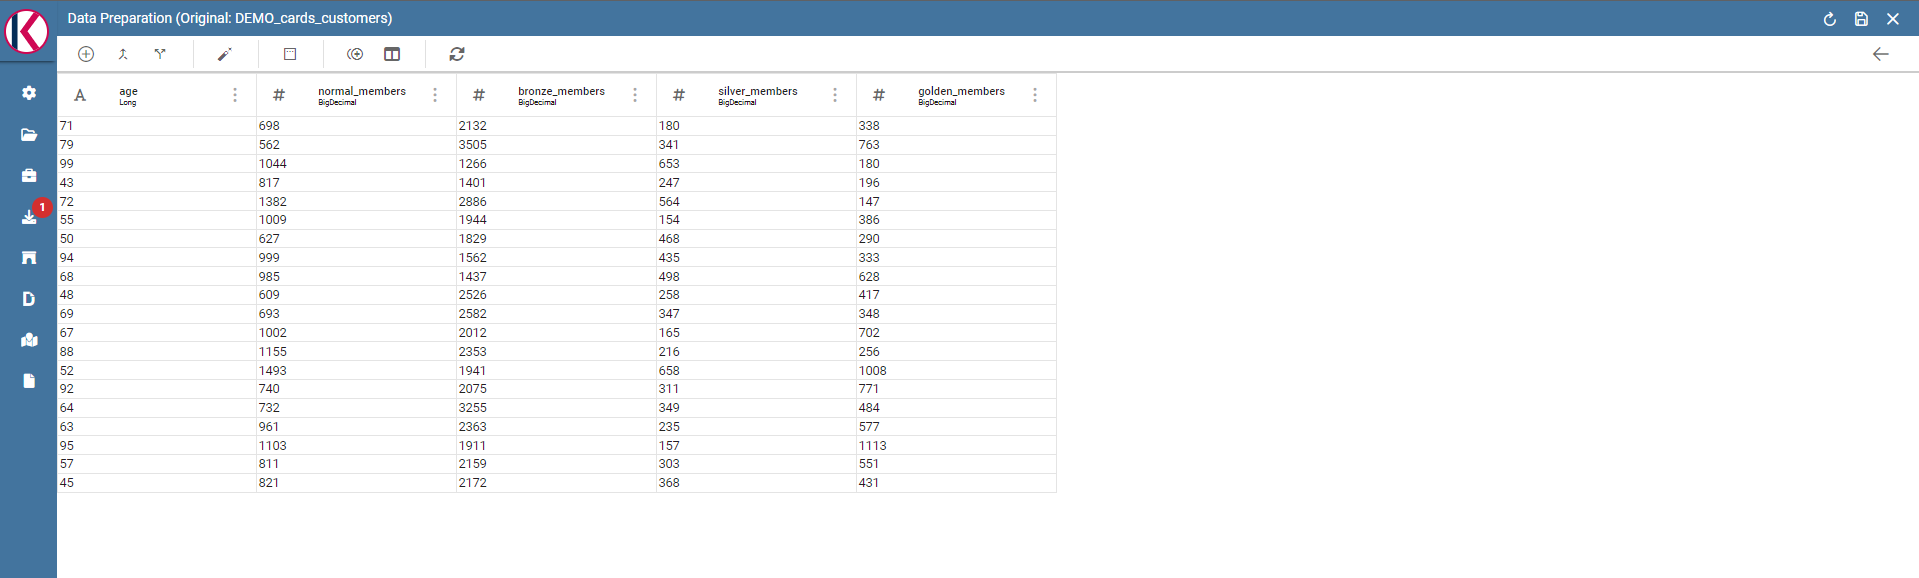 Data Preparation (Original: DEMO_cards_customers)
1
A age Long # normal_members BigDecimal # bronze_members BigDecimal # silver_members BigDecimal # golden_members BigDecimal
71 698 2132 180 338
79 562 3505 341 763
99 1044 1266 653 180
43 817 1401 247 196
72 1382 2886 564 147
55 1009 1944 154 386
50 627 1829 468 290
94 999 1562 435 333
68 985 1437 498 628
48 609 2526 258 417
69 693 2582 347 348
67 1002 2012 165 702
88 1155 2353 216 256
52 1493 1941 658 1008
92 740 2075 311 771
64 732 3255 349 484
63 961 2363 235 577
95 1103 1911 157 1113
57 811 2159 303 551
45 821 2172 368 431